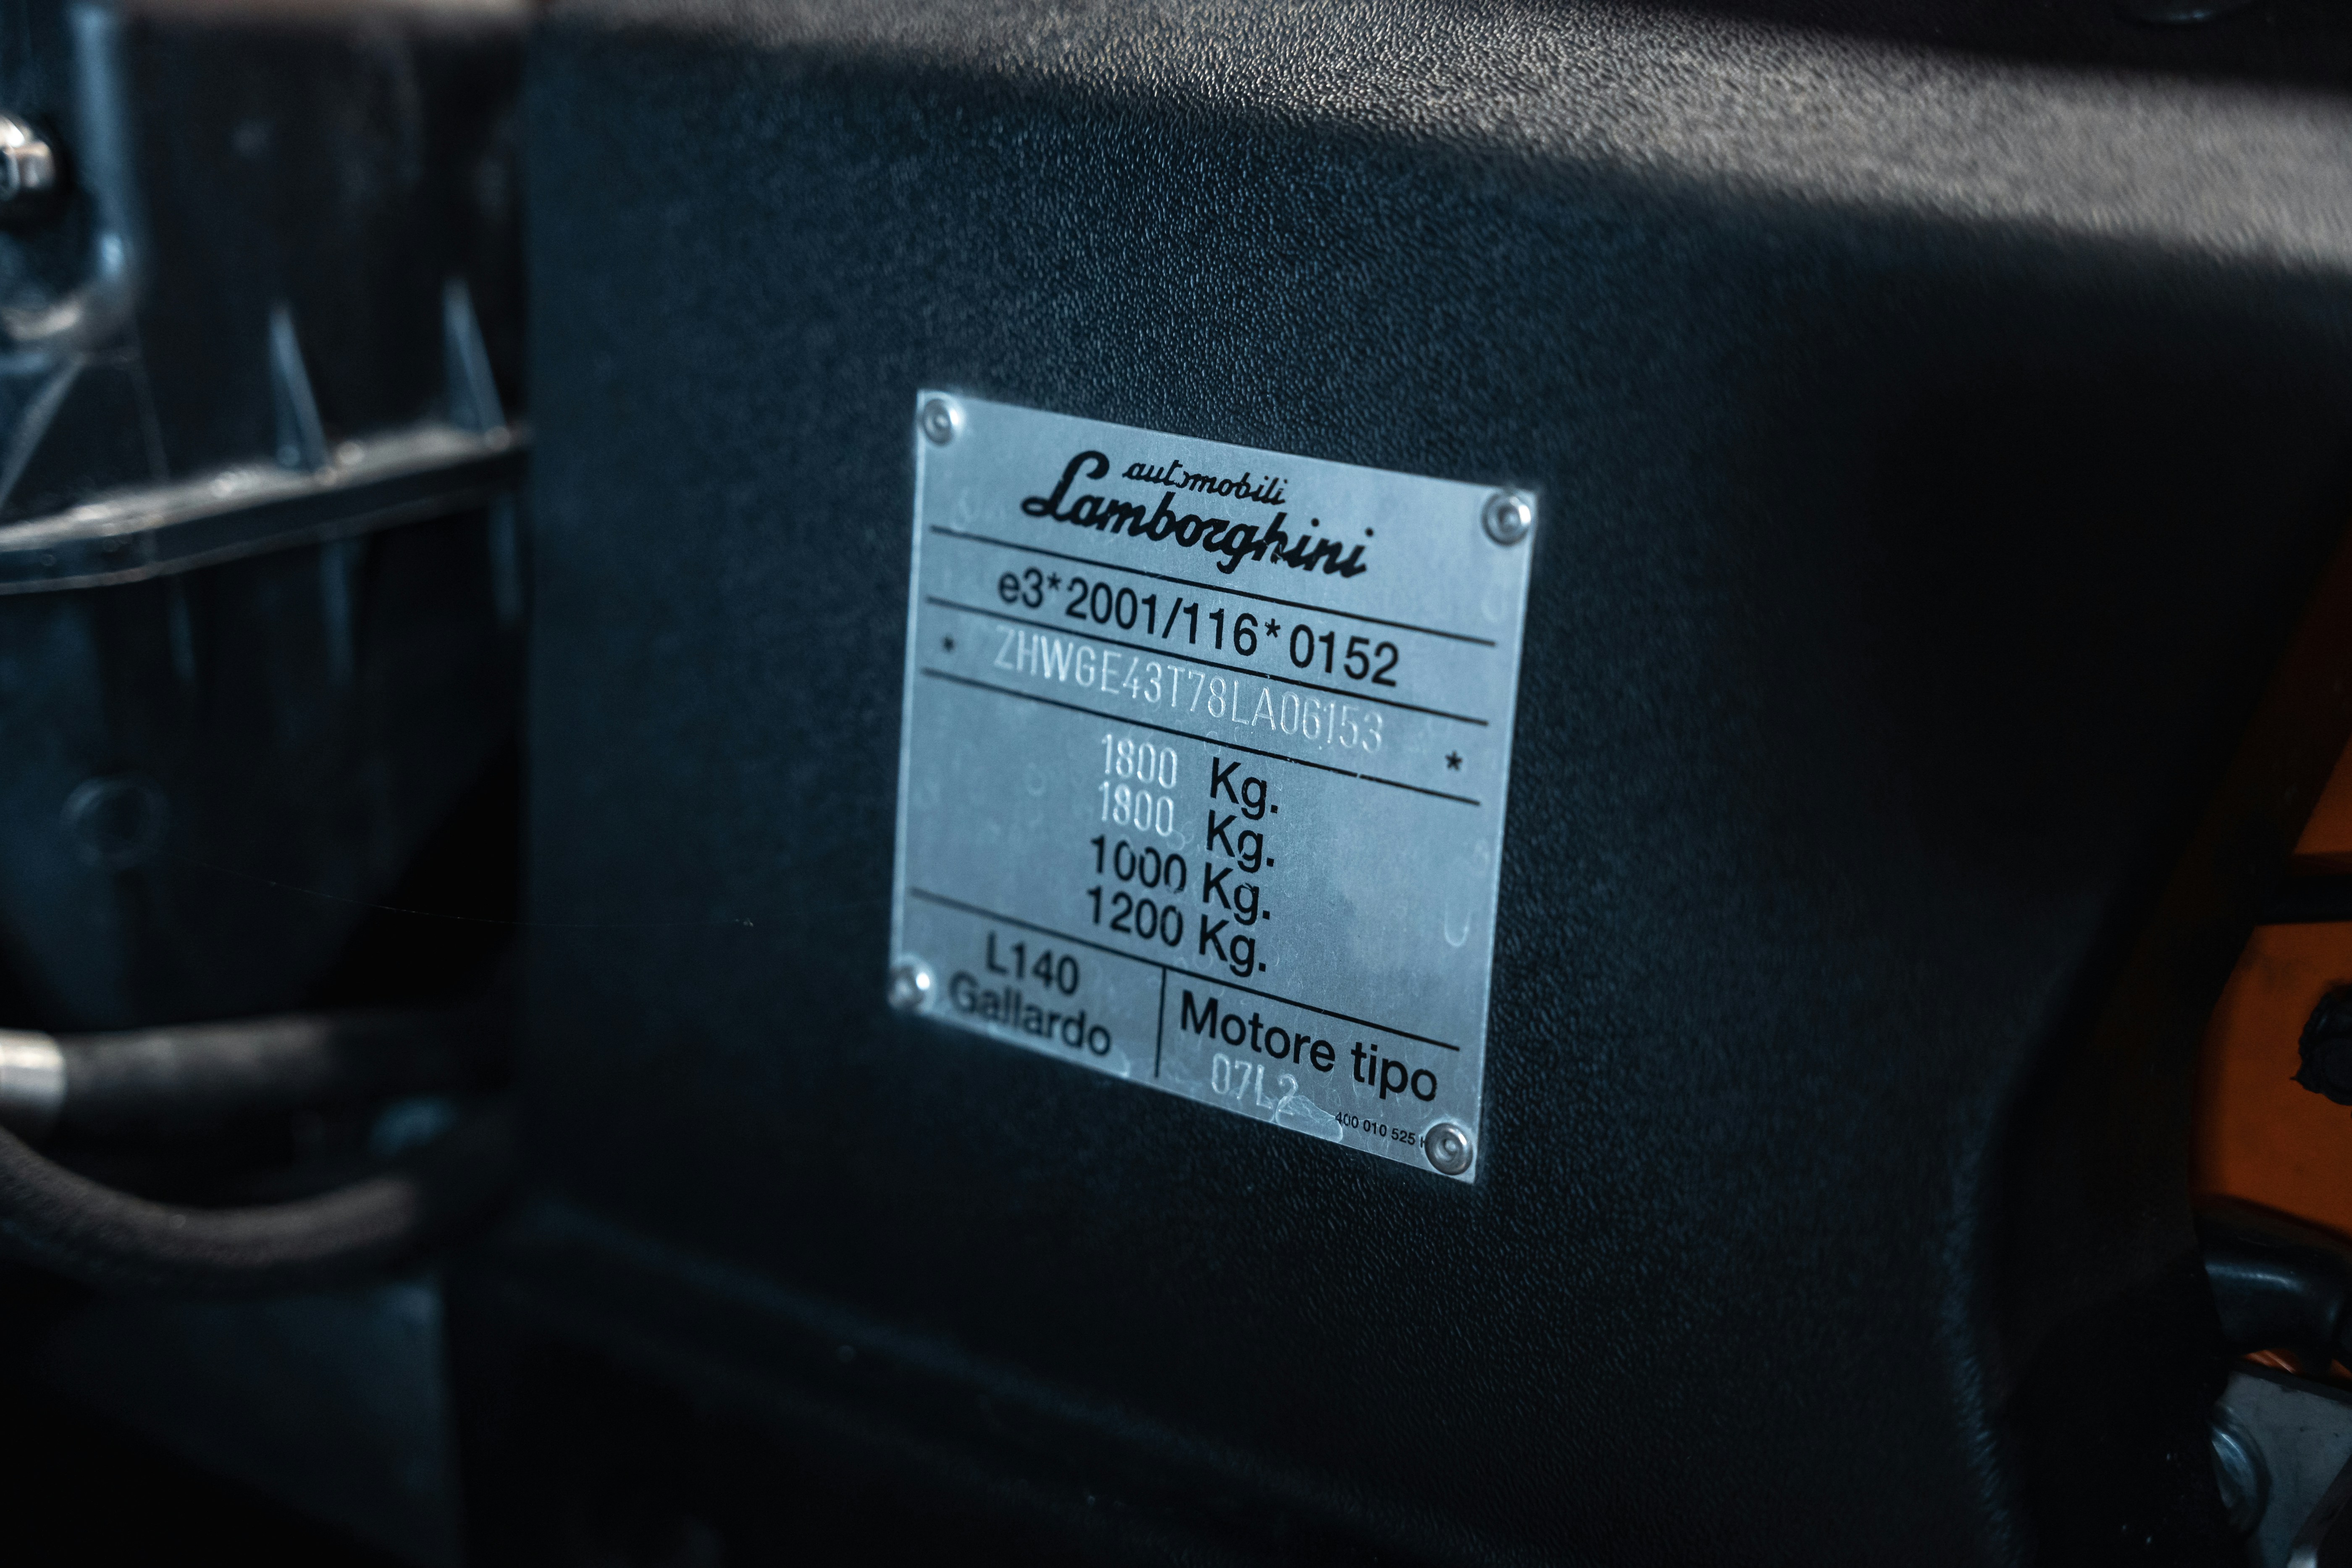 automobili
Lamborghini
e3*2001/116*0152
* ZHWGE43T78LA06153 *
1800 Kg.
1800 Kg.
1000 Kg.
1200 Kg.
L140
Gallardo
Motore tipo
07L2
400 010 525